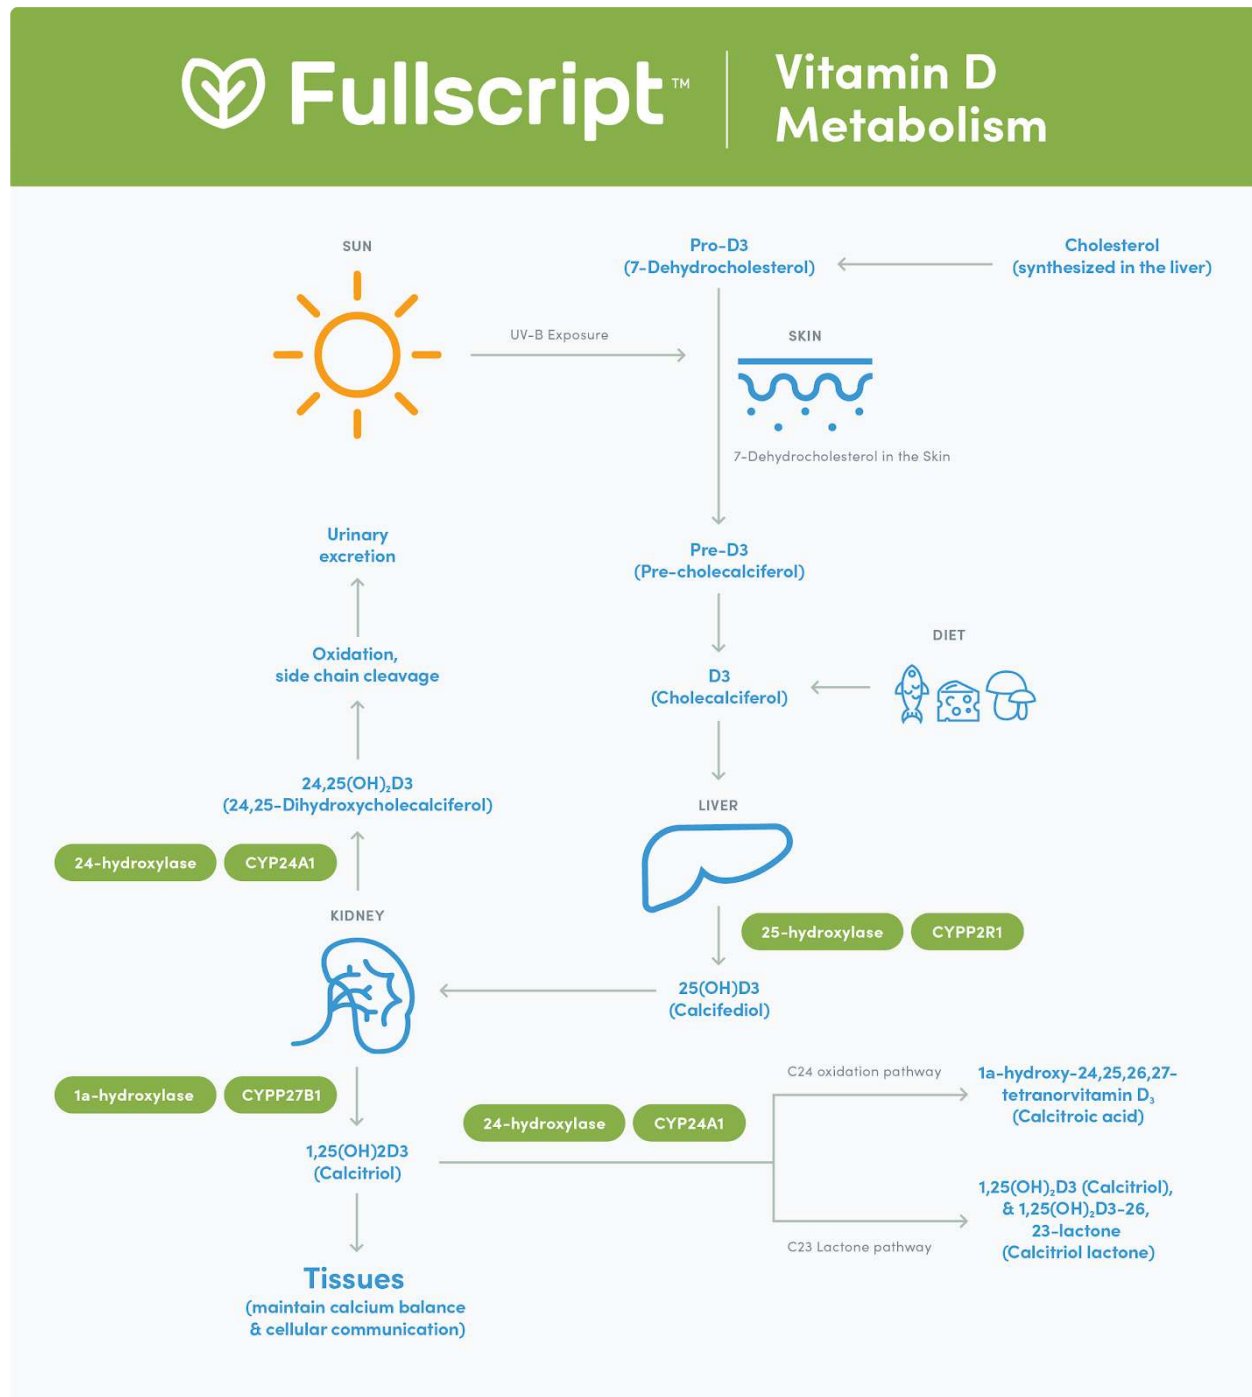 Fullscript™
Vitamin D
Metabolism
SUN
Pro-D3
(7-Dehydrocholesterol)
Cholesterol
(synthesized in the liver)
UV-B Exposure
SKIN
7-Dehydrocholesterol in the Skin
Urinary
excretion
Pre-D3
(Pre-cholecalciferol)
DIET
Oxidation,
side chain cleavage
D3
(Cholecalciferol)
24,25(OH)₂D3
(24,25-Dihydroxycholecalciferol)
LIVER
24-hydroxylase
CYP24A1
KIDNEY
25-hydroxylase
CYPP2R1
25(OH)D3
(Calcifediol)
1a-hydroxylase
CYPP27B1
C24 oxidation pathway
1a-hydroxy-24,25,26,27-
tetranorvitamin D₃
(Calcitroic acid)
24-hydroxylase
CYP24A1
1,25(OH)2D3
(Calcitriol)
1,25(OH)₂D3 (Calcitriol),
& 1,25(OH)₂D3-26,
23-lactone
(Calcitriol lactone)
C23 Lactone pathway
Tissues
(maintain calcium balance
& cellular communication)